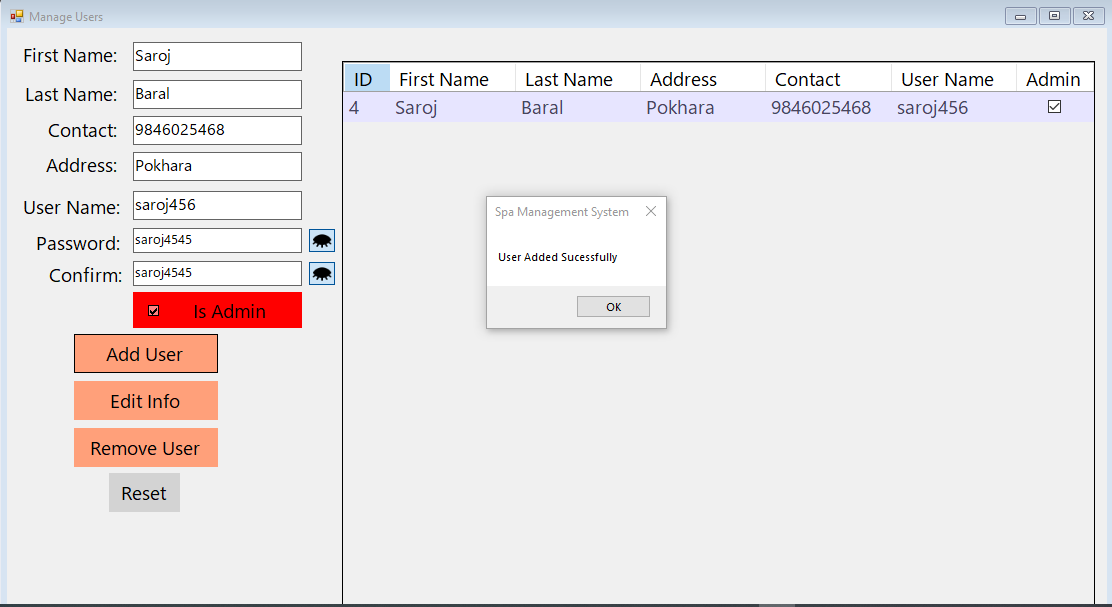 Manage Users
First Name: Saroj
Last Name: Baral
Contact: 9846025468
Address: Pokhara
User Name: saroj456
Password: saroj4545
Confirm: saroj4545
Is Admin
Add User
Edit Info
Remove User
Reset
ID First Name Last Name Address Contact User Name Admin
4 Saroj Baral Pokhara 9846025468 saroj456
Spa Management System
User Added Sucessfully
OK